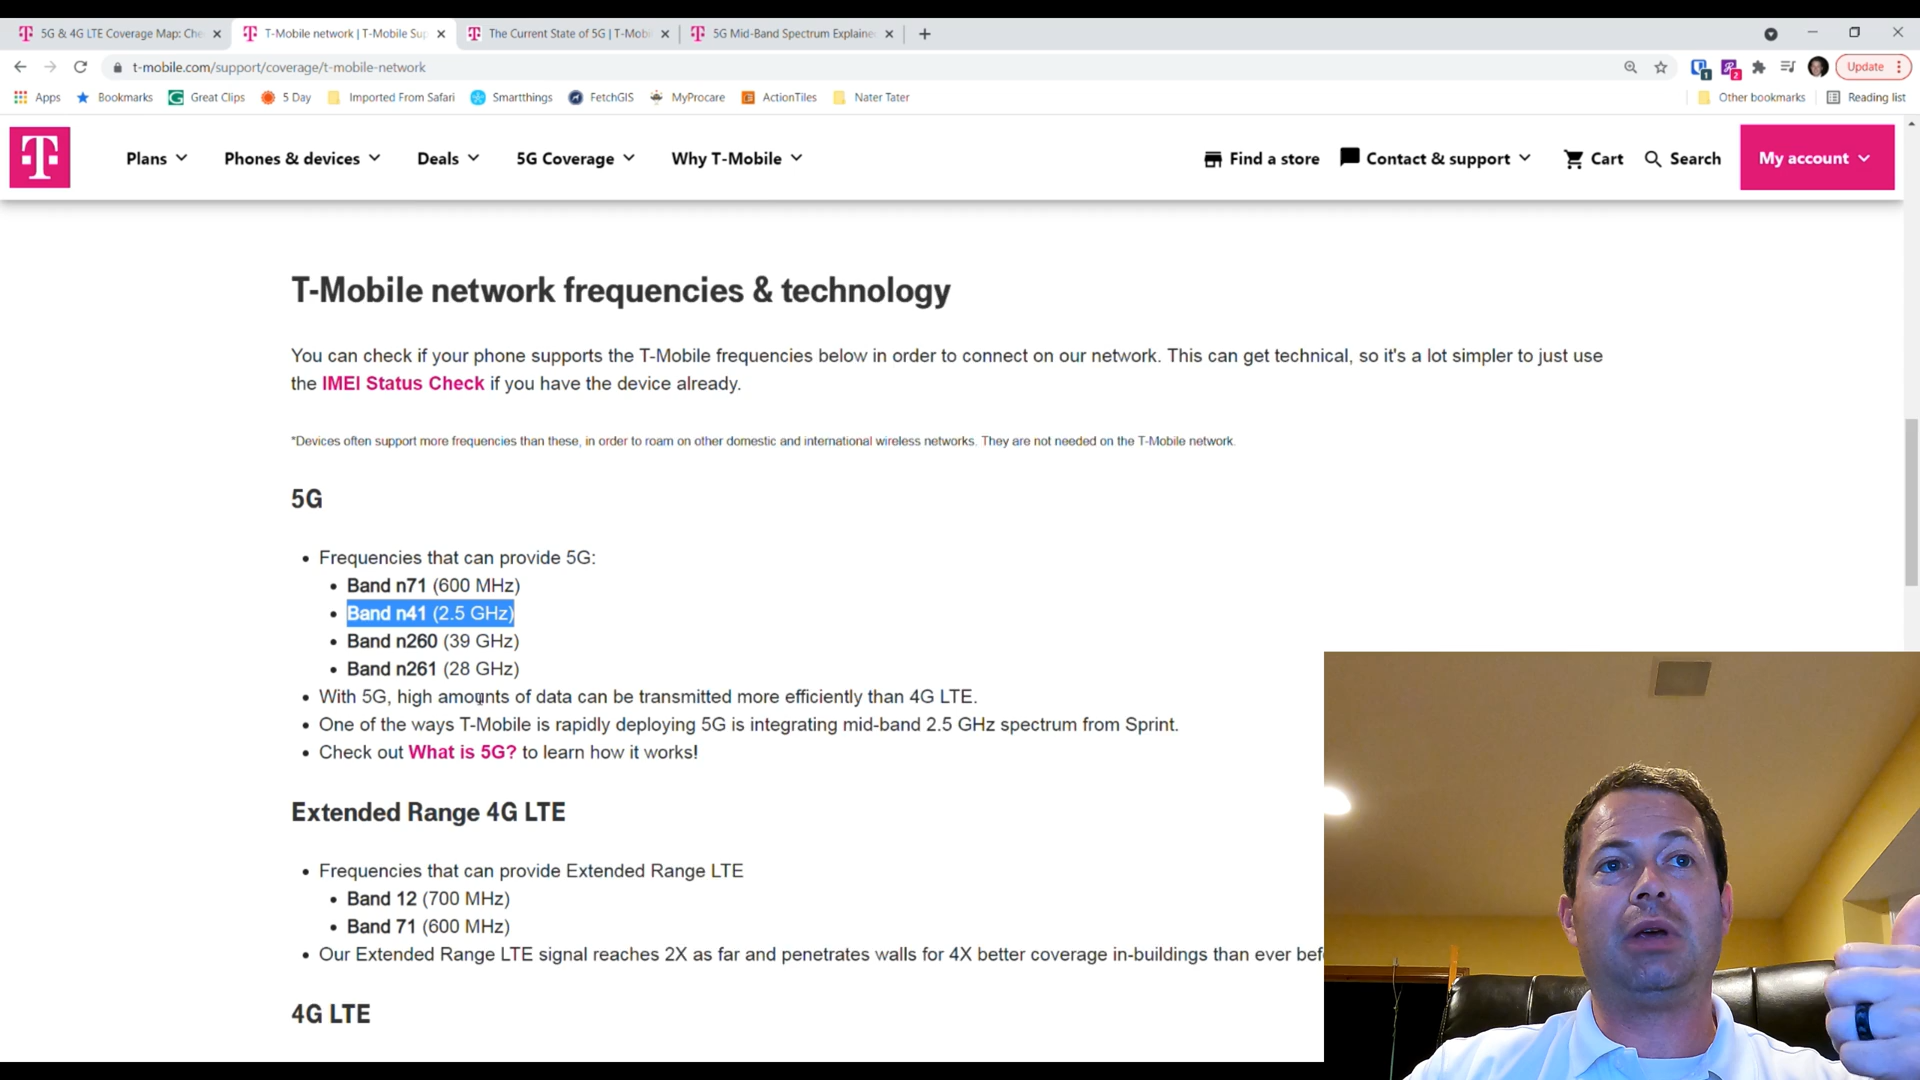 5G & 4G LTE Coverage Map: Che
T-Mobile network | T-Mobile Sup
The Current State of 5G | T-Mobi
5G Mid-Band Spectrum Explaine
t-mobile.com/support/coverage/t-mobile-network
1
2
Update
Apps
Bookmarks
Great Clips
5 Day
Imported From Safari
Smartthings
FetchGIS
MyProcare
ActionTiles
Nater Tater
Other bookmarks
Reading list
T
Plans
Phones & devices
Deals
5G Coverage
Why T-Mobile
Find a store
Contact & support
Cart
Search
My account
T-Mobile network frequencies & technology
You can check if your phone supports the T-Mobile frequencies below in order to connect on our network. This can get technical, so it's a lot simpler to just use
the IMEI Status Check if you have the device already.
*Devices often support more frequencies than these, in order to roam on other domestic and international wireless networks. They are not needed on the T-Mobile network.
5G
• Frequencies that can provide 5G:
• Band n71 (600 MHz)
• Band n41 (2.5 GHz)
• Band n260 (39 GHz)
• Band n261 (28 GHz)
• With 5G, high amounts of data can be transmitted more efficiently than 4G LTE.
• One of the ways T-Mobile is rapidly deploying 5G is integrating mid-band 2.5 GHz spectrum from Sprint.
• Check out What is 5G? to learn how it works!
Extended Range 4G LTE
• Frequencies that can provide Extended Range LTE
• Band 12 (700 MHz)
• Band 71 (600 MHz)
• Our Extended Range LTE signal reaches 2X as far and penetrates walls for 4X better coverage in-buildings than ever bef
4G LTE